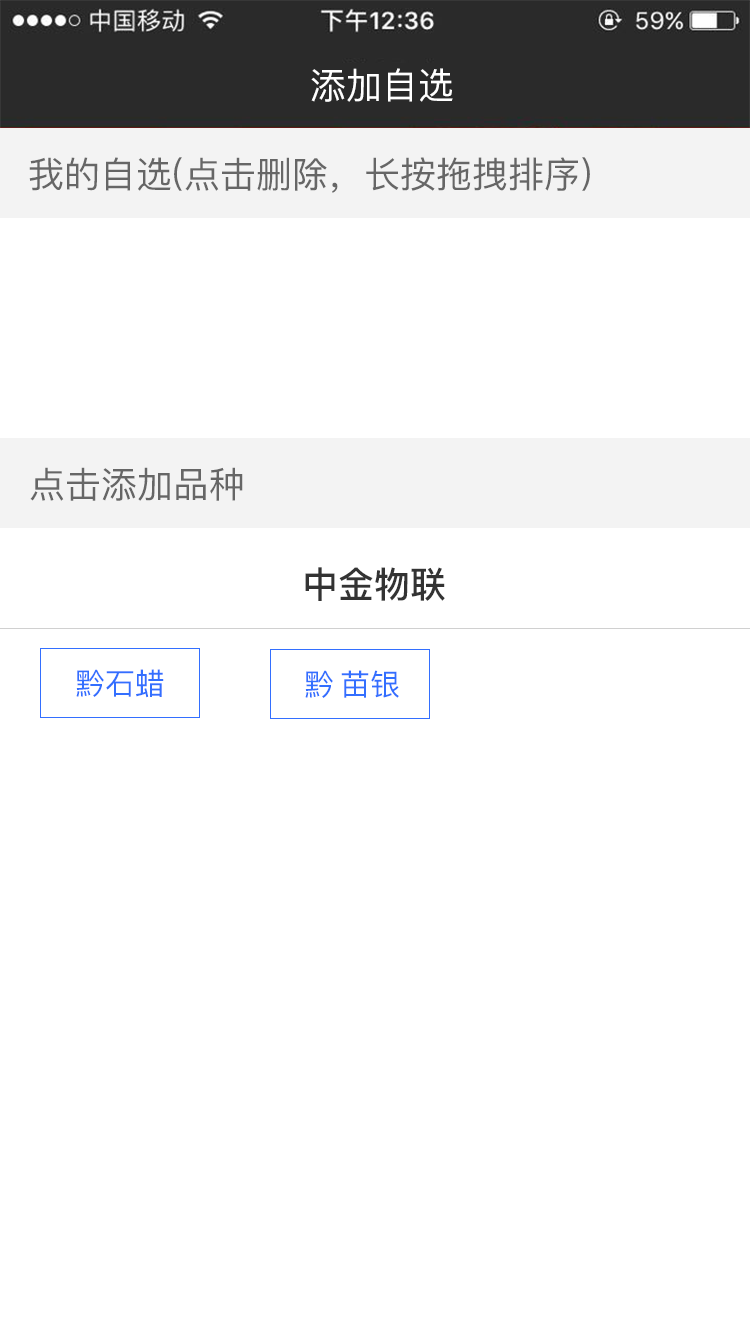 中国移动 下午12:36 59%
添加自选
我的自选(点击删除，长按拖拽排序)
点击添加品种
中金物联
黔石蜡 黔 苗银